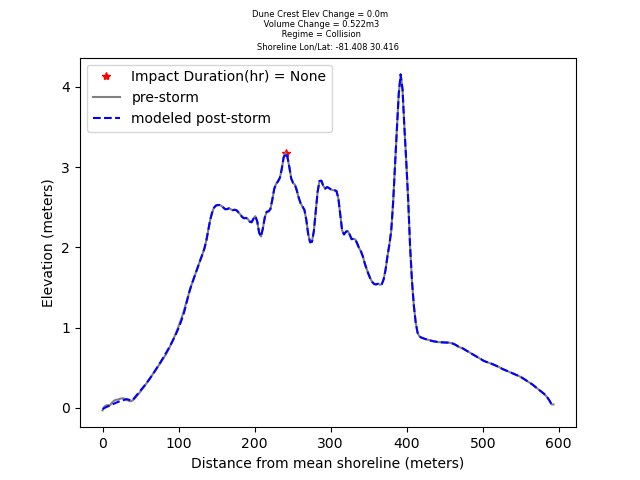 Dune Crest Elev Change = 0.0m
Volume Change = 0.522m3
Regime = Collision
Shoreline Lon/Lat: -81.408 30.416
Impact Duration(hr) = None
pre-storm
modeled post-storm
Elevation (meters)
4
3
2
1
0
0 100 200 300 400 500 600
Distance from mean shoreline (meters)